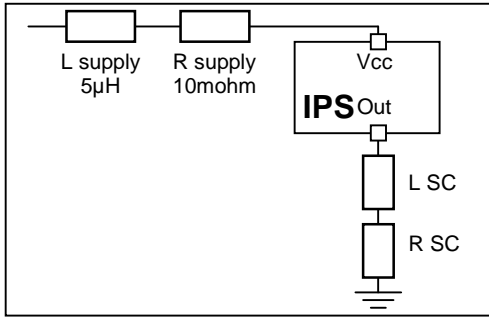 L supply
5µH
R supply
10mohm
Vcc
IPS Out
L SC
R SC